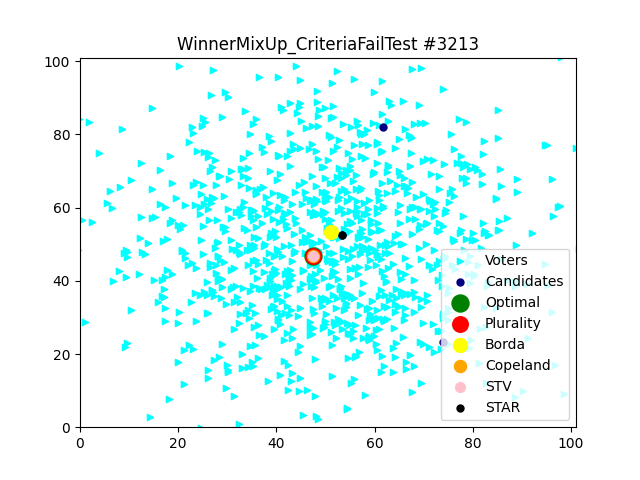 WinnerMixUp_CriteriaFailTest #3213
100
80
60
40
20
0
0
20
40
60
80
100
Voters
Candidates
Optimal
Plurality
Borda
Copeland
STV
STAR